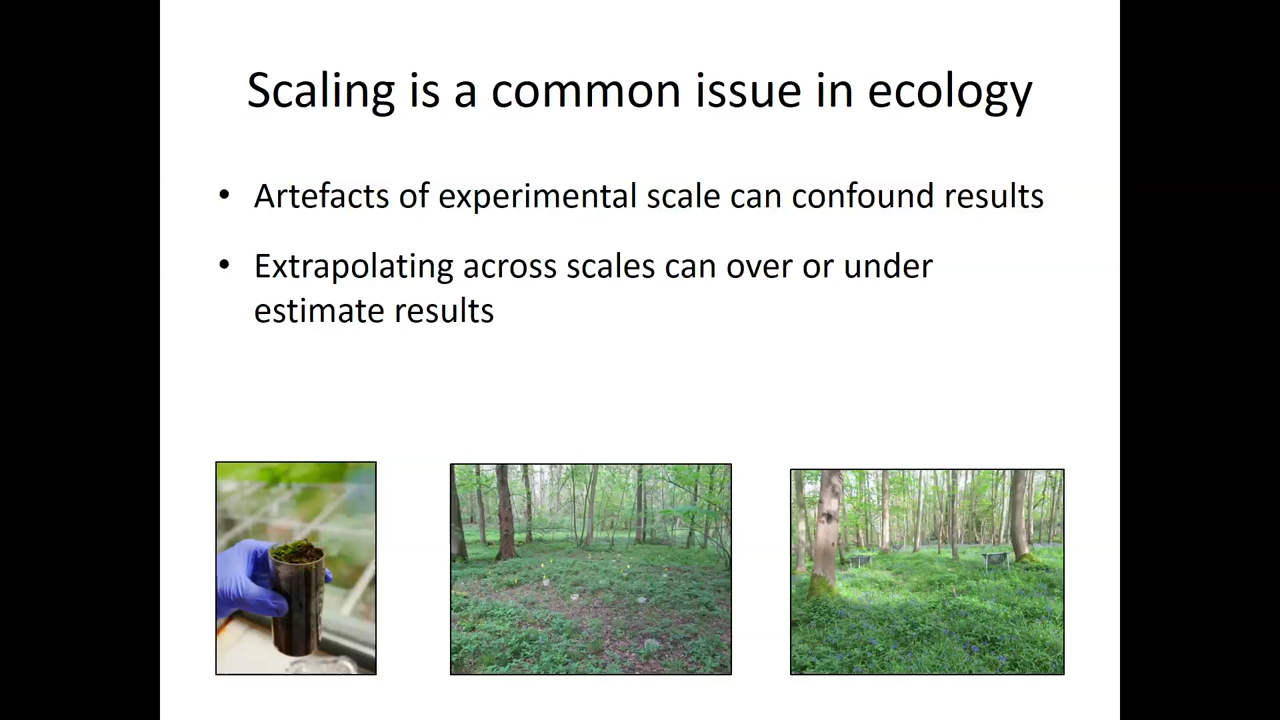 Scaling is a common issue in ecology
• Artefacts of experimental scale can confound results
• Extrapolating across scales can over or under
estimate results